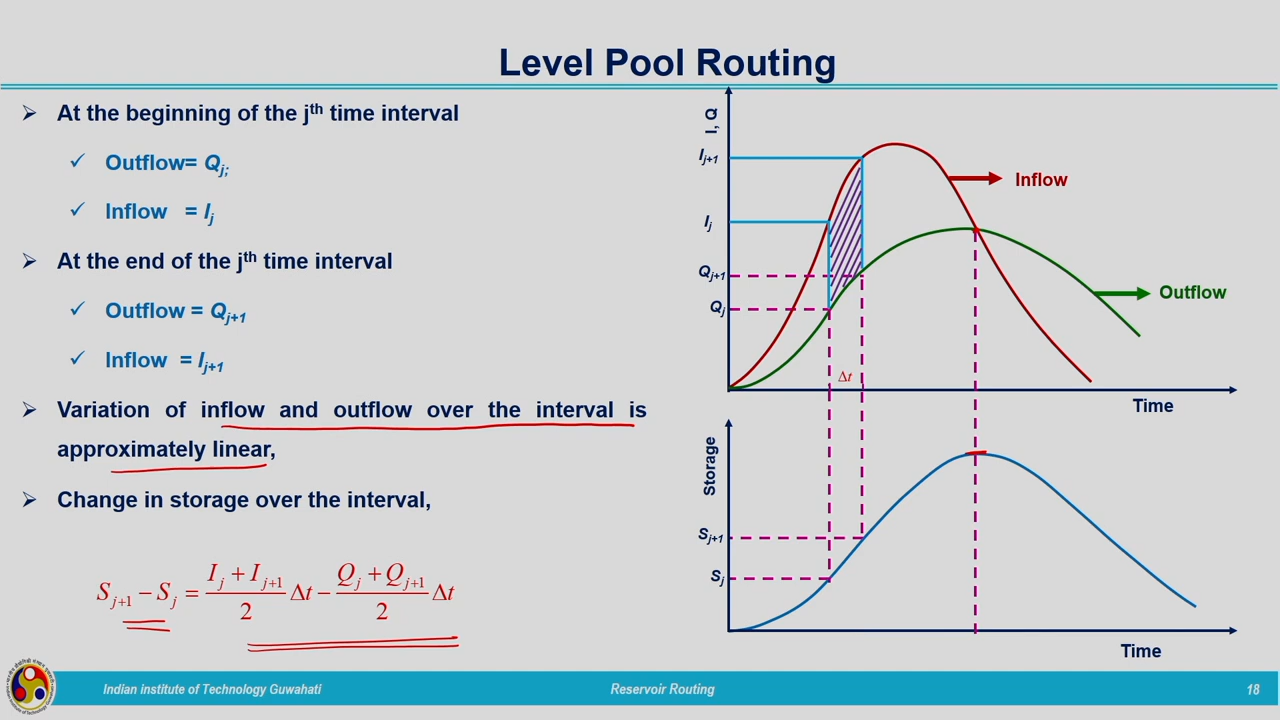 Level Pool Routing
➢ At the beginning of the jth time interval
✓ Outflow= Qj;
✓ Inflow = Ij
➢ At the end of the jth time interval
✓ Outflow = Qj+1
✓ Inflow = Ij+1
➢ Variation of inflow and outflow over the interval is
approximately linear,
➢ Change in storage over the interval,
Sj+1 − Sj = (Ij + Ij+1)/2 Δt − (Qj + Qj+1)/2 Δt
I, Q
Ij+1
Ij
Qj+1
Qj
Δt
Inflow
Outflow
Time
Storage
Sj+1
Sj
Time
Indian institute of Technology Guwahati
Reservoir Routing
18